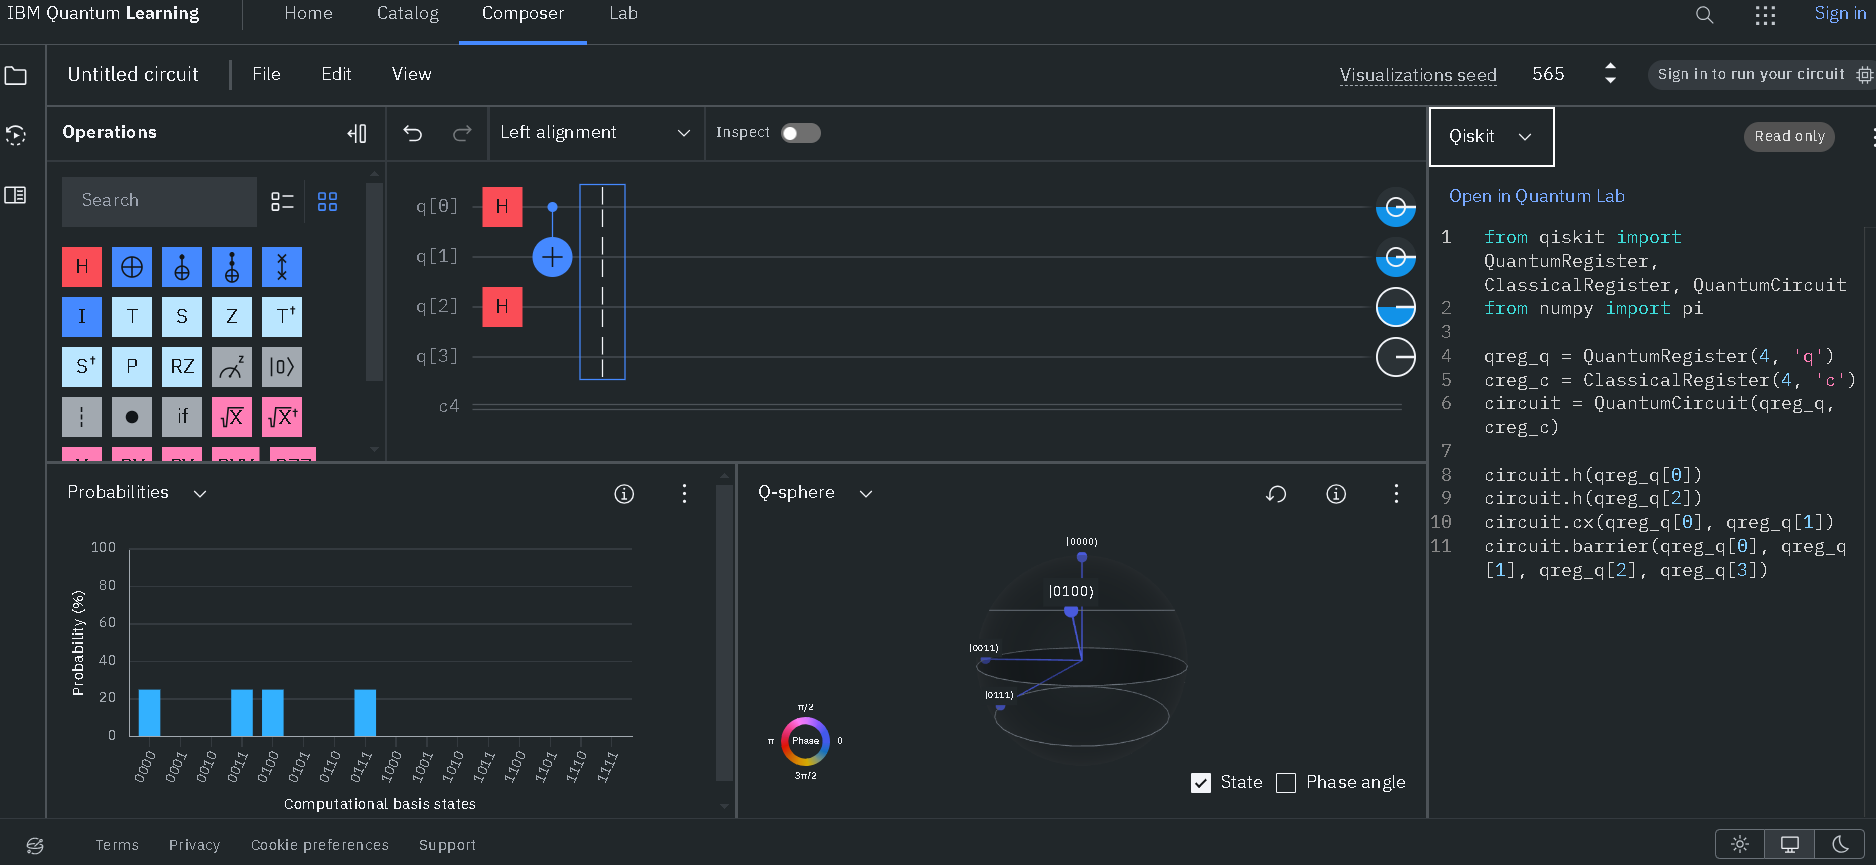 IBM Quantum Learning
Home Catalog Composer Lab
Sign in
Untitled circuit File Edit View
Visualizations seed 565
Sign in to run your circuit
Operations
Left alignment
Inspect
Search
H
I T S Z T†
S† P RZ z |0⟩
if √X √X†
q[0] H
q[1] +
q[2] H
q[3]
c4
Qiskit
Read only
Open in Quantum Lab
1 from qiskit import
QuantumRegister,
ClassicalRegister, QuantumCircuit
2 from numpy import pi
3
4 qreg_q = QuantumRegister(4, 'q')
5 creg_c = ClassicalRegister(4, 'c')
6 circuit = QuantumCircuit(qreg_q,
creg_c)
7
8 circuit.h(qreg_q[0])
9 circuit.h(qreg_q[2])
10 circuit.cx(qreg_q[0], qreg_q[1])
11 circuit.barrier(qreg_q[0], qreg_q
[1], qreg_q[2], qreg_q[3])
Probabilities
Probability (%)
100
80
60
40
20
0
0000 0001 0010 0011 0100 0101 0110 0111 1000 1001 1010 1011 1100 1101 1110 1111
Computational basis states
Q-sphere
|0000⟩
|0100⟩
|0011⟩
|0111⟩
π/2
π Phase 0
3π/2
State Phase angle
Terms Privacy Cookie preferences Support